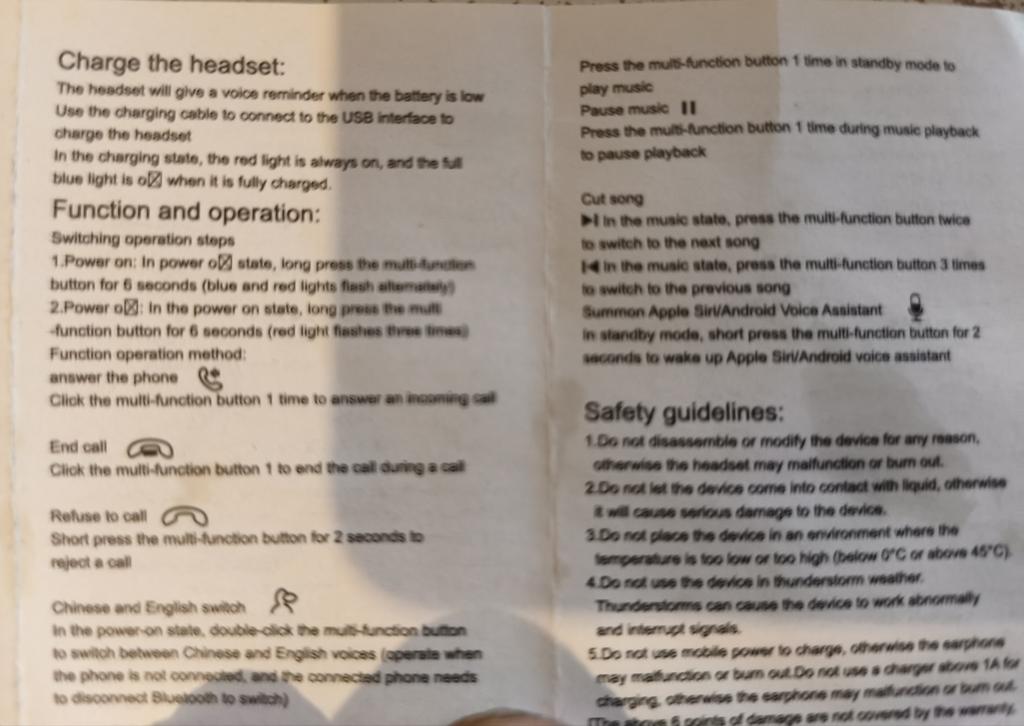 Charge the headset:
The headset will give a voice reminder when the battery is low
Use the charging cable to connect to the USB interface to
charge the headset
In the charging state, the red light is always on, and the full
blue light is o☒ when it is fully charged.
Function and operation:
Switching operation steps
1.Power on: In power o☒ state, long press the multi-function
button for 6 seconds (blue and red lights flash alternately)
2.Power o☒: In the power on state, long press the multi
-function button for 6 seconds (red light flashes three times)
Function operation method:
answer the phone
Click the multi-function button 1 time to answer an incoming call
End call
Click the multi-function button 1 to end the call during a call
Refuse to call
Short press the multi-function button for 2 seconds to
reject a call
Chinese and English switch
In the power-on state, double-click the multi-function button
to switch between Chinese and English voices (operate when
the phone is not connected, and the connected phone needs
to disconnect Bluetooth to switch)
Press the multi-function button 1 time in standby mode to
play music
Pause music
Press the multi-function button 1 time during music playback
to pause playback
Cut song
In the music state, press the multi-function button twice
to switch to the next song
In the music state, press the multi-function button 3 times
to switch to the previous song
Summon Apple Siri/Android Voice Assistant
In standby mode, short press the multi-function button for 2
seconds to wake up Apple Siri/Android voice assistant
Safety guidelines:
1.Do not disassemble or modify the device for any reason,
otherwise the headset may malfunction or burn out.
2.Do not let the device come into contact with liquid, otherwise
it will cause serious damage to the device.
3.Do not place the device in an environment where the
temperature is too low or too high (below 0°C or above 45°C).
4.Do not use the device in thunderstorm weather.
Thunderstorms can cause the device to work abnormally
and interrupt signals.
5.Do not use mobile power to charge, otherwise the earphone
may malfunction or burn out.Do not use a charger above 1A for
charging, otherwise the earphone may malfunction or burn out.
(The above 6 points of damage are not covered by the warranty,